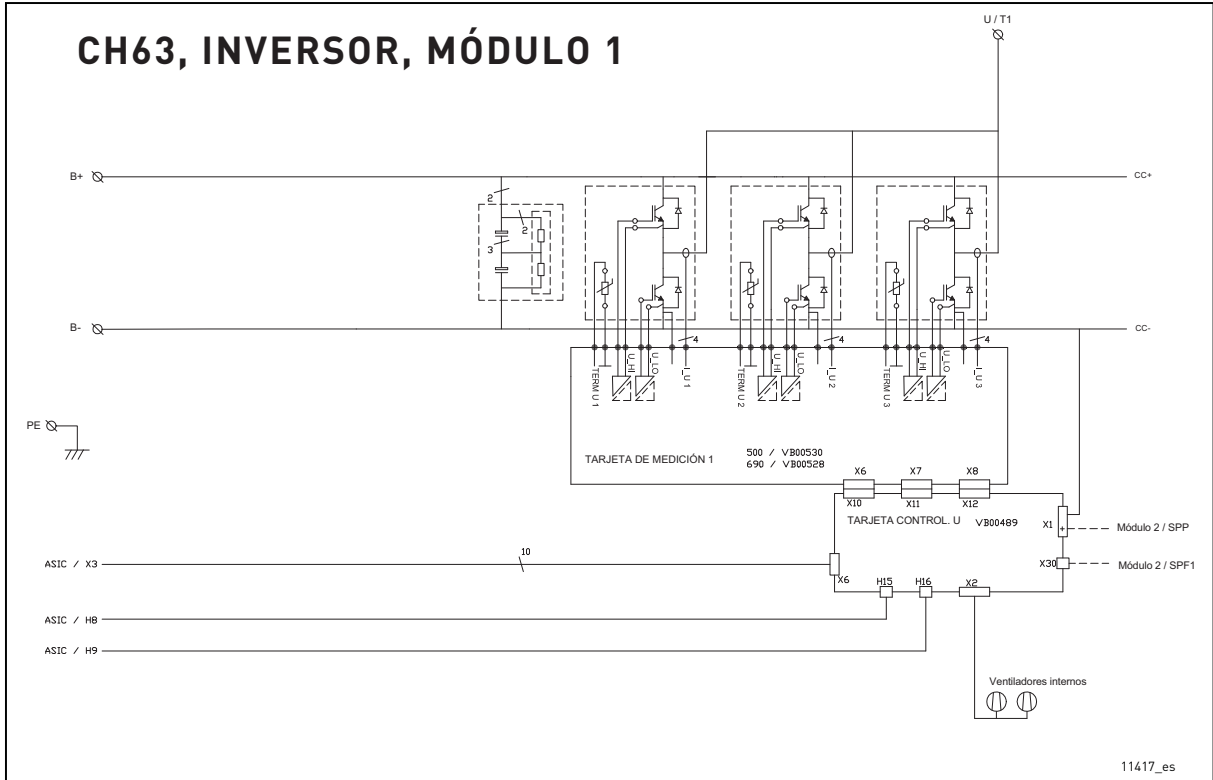 U / T1
CH63, INVERSOR, MÓDULO 1
B+
CC+
2
2
3
B-
CC-
4
4
4
TERM U 1
U_HI
U_LO
I_U 1
TERM U 2
U_HI
U_LO
I_U 2
TERM U 3
U_HI
U_LO
I_U 3
PE
TARJETA DE MEDICIÓN 1
500 / VB00530
690 / VB00528
X6
X7
X8
X10
X11
X12
TARJETA CONTROL. U
VB00489
X1
+
Módulo 2 / SPP
10
ASIC / X3
X6
X30
Módulo 2 / SPF1
H15
H16
X2
ASIC / H8
ASIC / H9
Ventiladores internos
11417_es